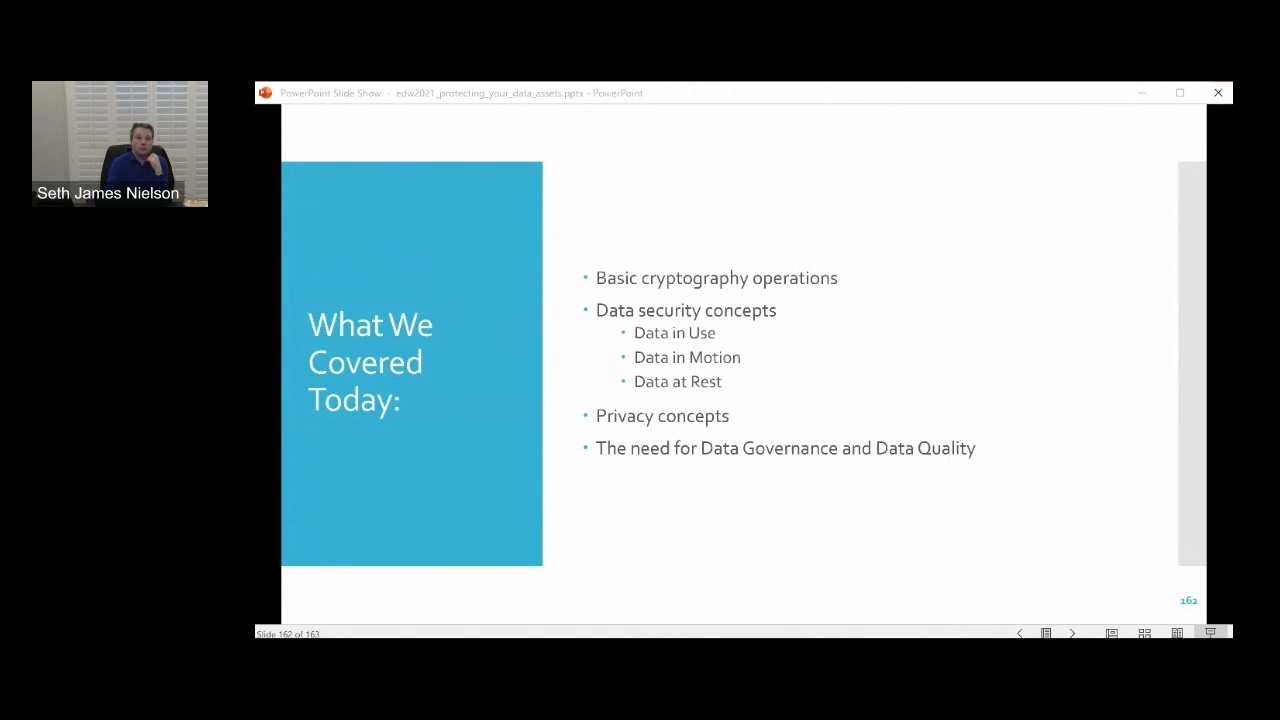 PowerPoint Slide Show - edw2021_protecting_your_data_assets.pptx - PowerPoint
Seth James Nielson
What We
Covered
Today:
• Basic cryptography operations
• Data security concepts
• Data in Use
• Data in Motion
• Data at Rest
• Privacy concepts
• The need for Data Governance and Data Quality
162
Slide 162 of 163